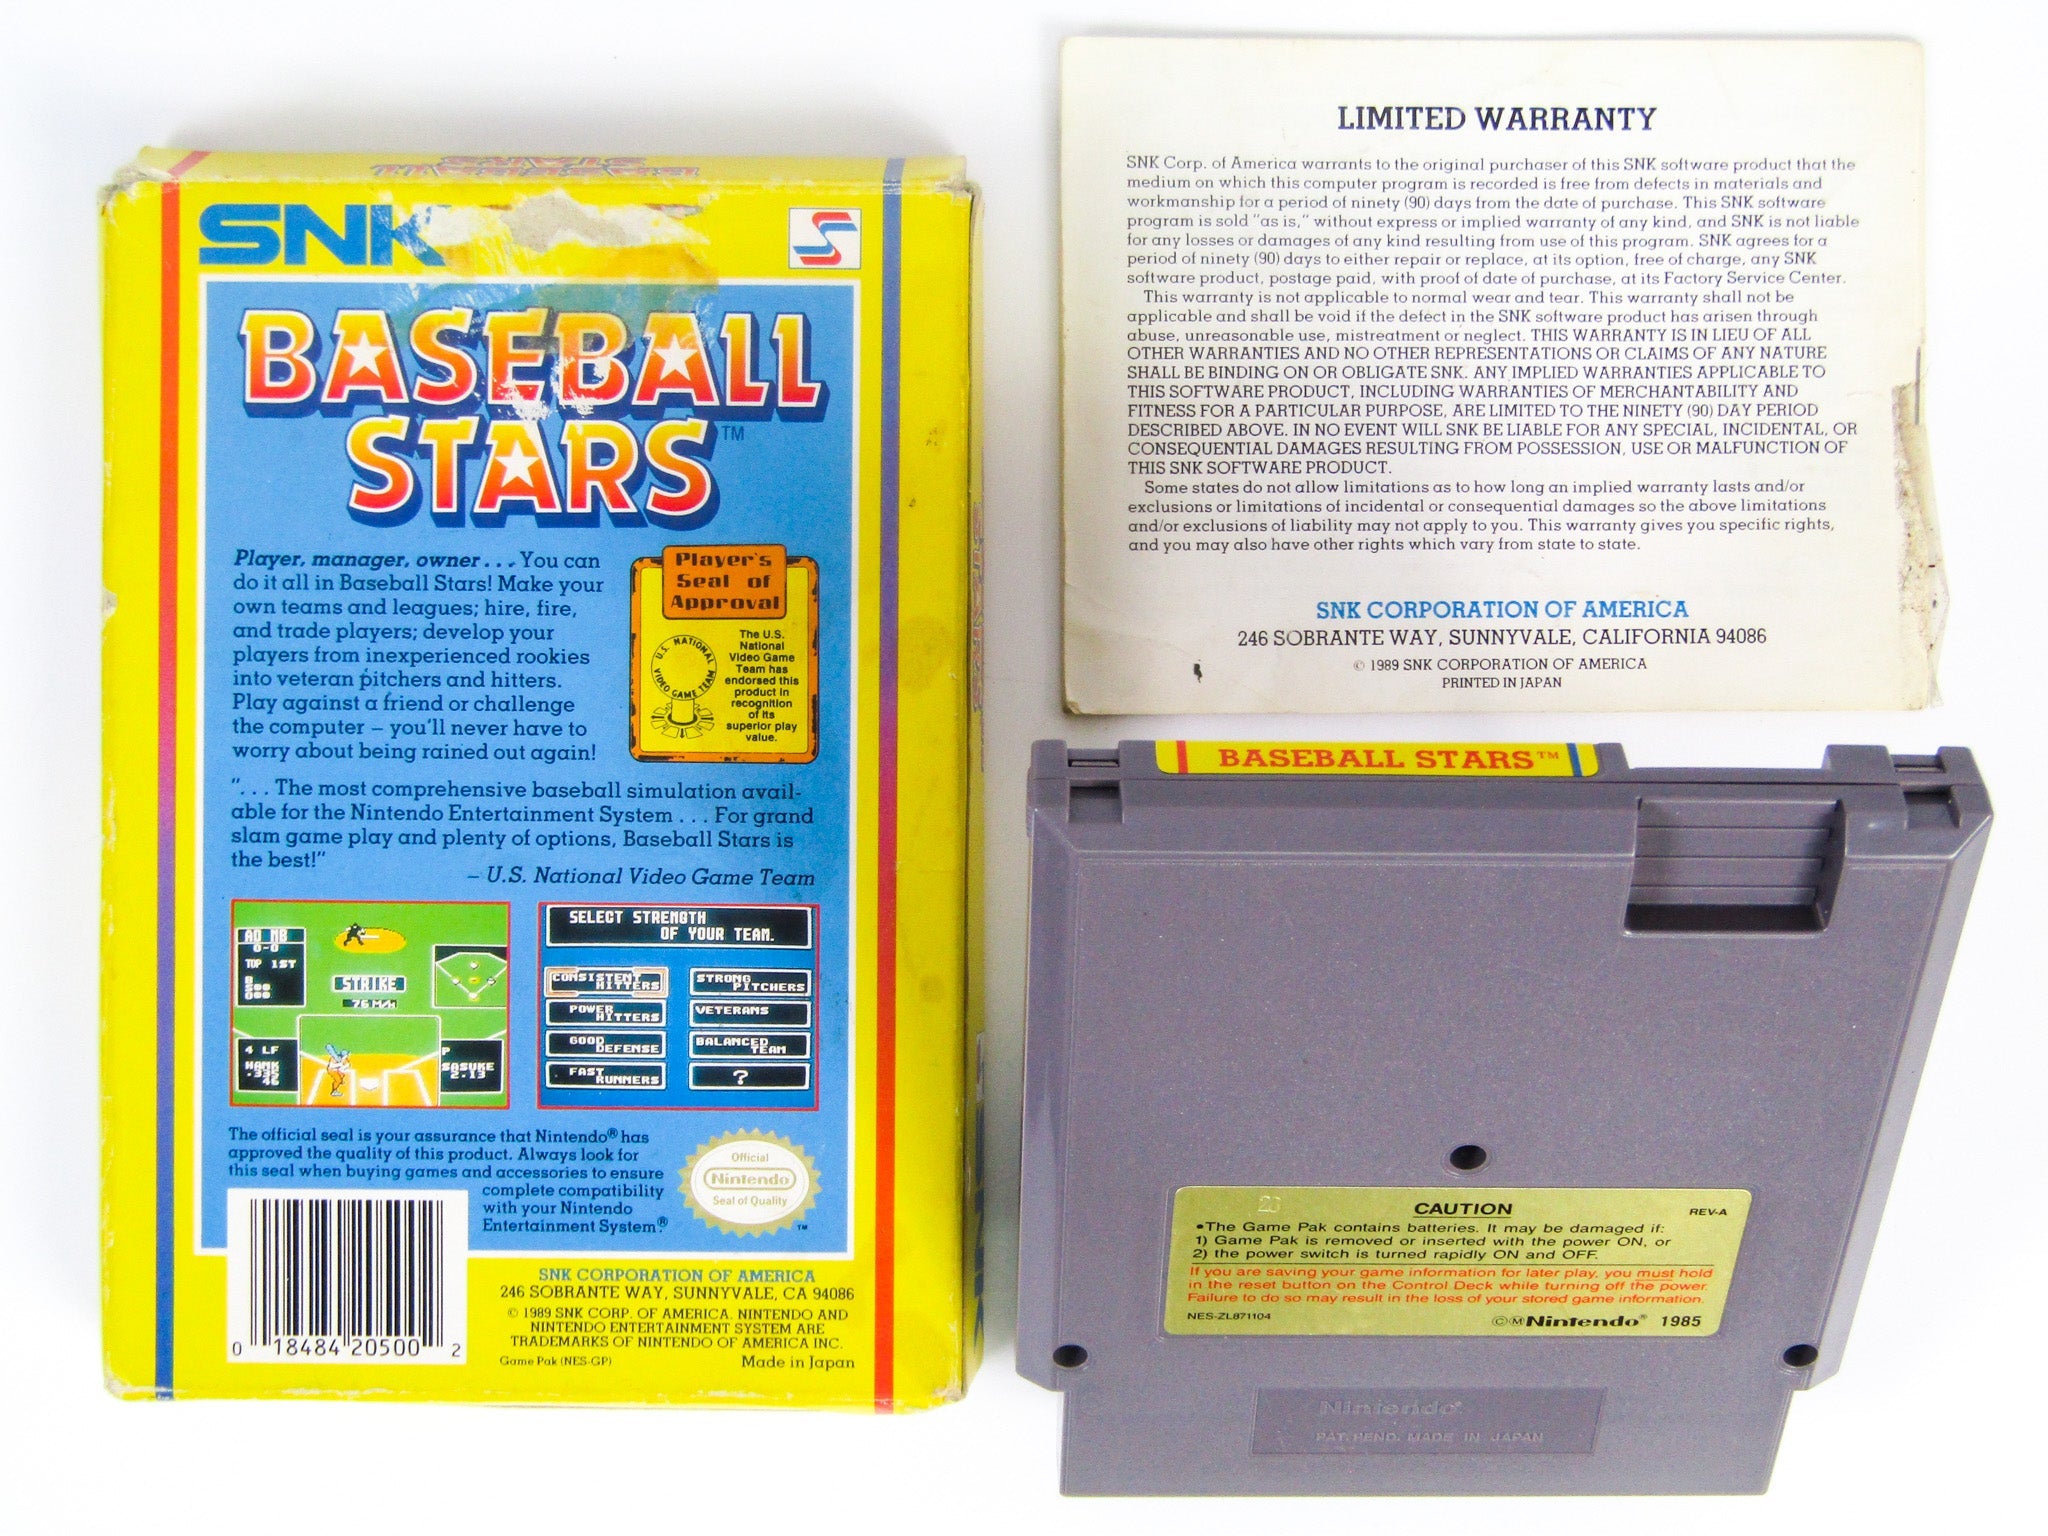 BASEBALL STARS
SNK
BASEBALL
STARS™
Player, manager, owner . . . You can
do it all in Baseball Stars! Make your
own teams and leagues; hire, fire,
and trade players; develop your
players from inexperienced rookies
into veteran pitchers and hitters.
Play against a friend or challenge
the computer – you'll never have to
worry about being rained out again!
Player's
Seal of
Approval
U.S. NATIONAL VIDEO GAME TEAM
The U.S.
National
Video Game
Team has
endorsed this
product in
recognition
of its
superior play
value.
". . . The most comprehensive baseball simulation avail-
able for the Nintendo Entertainment System . . . For grand
slam game play and plenty of options, Baseball Stars is
the best!"
– U.S. National Video Game Team
AD NB
0-0
TOP 1ST
STRIKE
76 M/h
4 LF
HANK
.332
42
P
SASUKE
2.13
SELECT STRENGTH
OF YOUR TEAM.
CONSISTENT
HITTERS
STRONG
PITCHERS
POWER
HITTERS
VETERANS
GOOD
DEFENSE
BALANCED
TEAM
FAST
RUNNERS
?
The official seal is your assurance that Nintendo® has
approved the quality of this product. Always look for
this seal when buying games and accessories to ensure
complete compatibility
with your Nintendo
Entertainment System®.
Official
Nintendo
Seal of Quality
TM
0 18484 20500 2
SNK CORPORATION OF AMERICA
246 SOBRANTE WAY, SUNNYVALE, CA 94086
© 1989 SNK CORP. OF AMERICA. NINTENDO AND
NINTENDO ENTERTAINMENT SYSTEM ARE
TRADEMARKS OF NINTENDO OF AMERICA INC.
Game Pak (NES-GP) Made in Japan
LIMITED WARRANTY
SNK Corp. of America warrants to the original purchaser of this SNK software product that the
medium on which this computer program is recorded is free from defects in materials and
workmanship for a period of ninety (90) days from the date of purchase. This SNK software
program is sold "as is," without express or implied warranty of any kind, and SNK is not liable
for any losses or damages of any kind resulting from use of this program. SNK agrees for a
period of ninety (90) days to either repair or replace, at its option, free of charge, any SNK
software product, postage paid, with proof of date of purchase, at its Factory Service Center.
This warranty is not applicable to normal wear and tear. This warranty shall not be
applicable and shall be void if the defect in the SNK software product has arisen through
abuse, unreasonable use, mistreatment or neglect. THIS WARRANTY IS IN LIEU OF ALL
OTHER WARRANTIES AND NO OTHER REPRESENTATIONS OR CLAIMS OF ANY NATURE
SHALL BE BINDING ON OR OBLIGATE SNK. ANY IMPLIED WARRANTIES APPLICABLE TO
THIS SOFTWARE PRODUCT, INCLUDING WARRANTIES OF MERCHANTABILITY AND
FITNESS FOR A PARTICULAR PURPOSE, ARE LIMITED TO THE NINETY (90) DAY PERIOD
DESCRIBED ABOVE. IN NO EVENT WILL SNK BE LIABLE FOR ANY SPECIAL, INCIDENTAL, OR
CONSEQUENTIAL DAMAGES RESULTING FROM POSSESSION, USE OR MALFUNCTION OF
THIS SNK SOFTWARE PRODUCT.
Some states do not allow limitations as to how long an implied warranty lasts and/or
exclusions or limitations of incidental or consequential damages so the above limitations
and/or exclusions of liability may not apply to you. This warranty gives you specific rights,
and you may also have other rights which vary from state to state.
SNK CORPORATION OF AMERICA
246 SOBRANTE WAY, SUNNYVALE, CALIFORNIA 94086
© 1989 SNK CORPORATION OF AMERICA
PRINTED IN JAPAN
BASEBALL STARS™
CAUTION
REV-A
•The Game Pak contains batteries. It may be damaged if:
1) Game Pak is removed or inserted with the power ON, or
2) the power switch is turned rapidly ON and OFF.
If you are saving your game information for later play, you must hold
in the reset button on the Control Deck while turning off the power.
Failure to do so may result in the loss of your stored game information.
NES-ZL871104
©ⓂNintendo® 1985
Nintendo®
PAT. PEND. MADE IN JAPAN